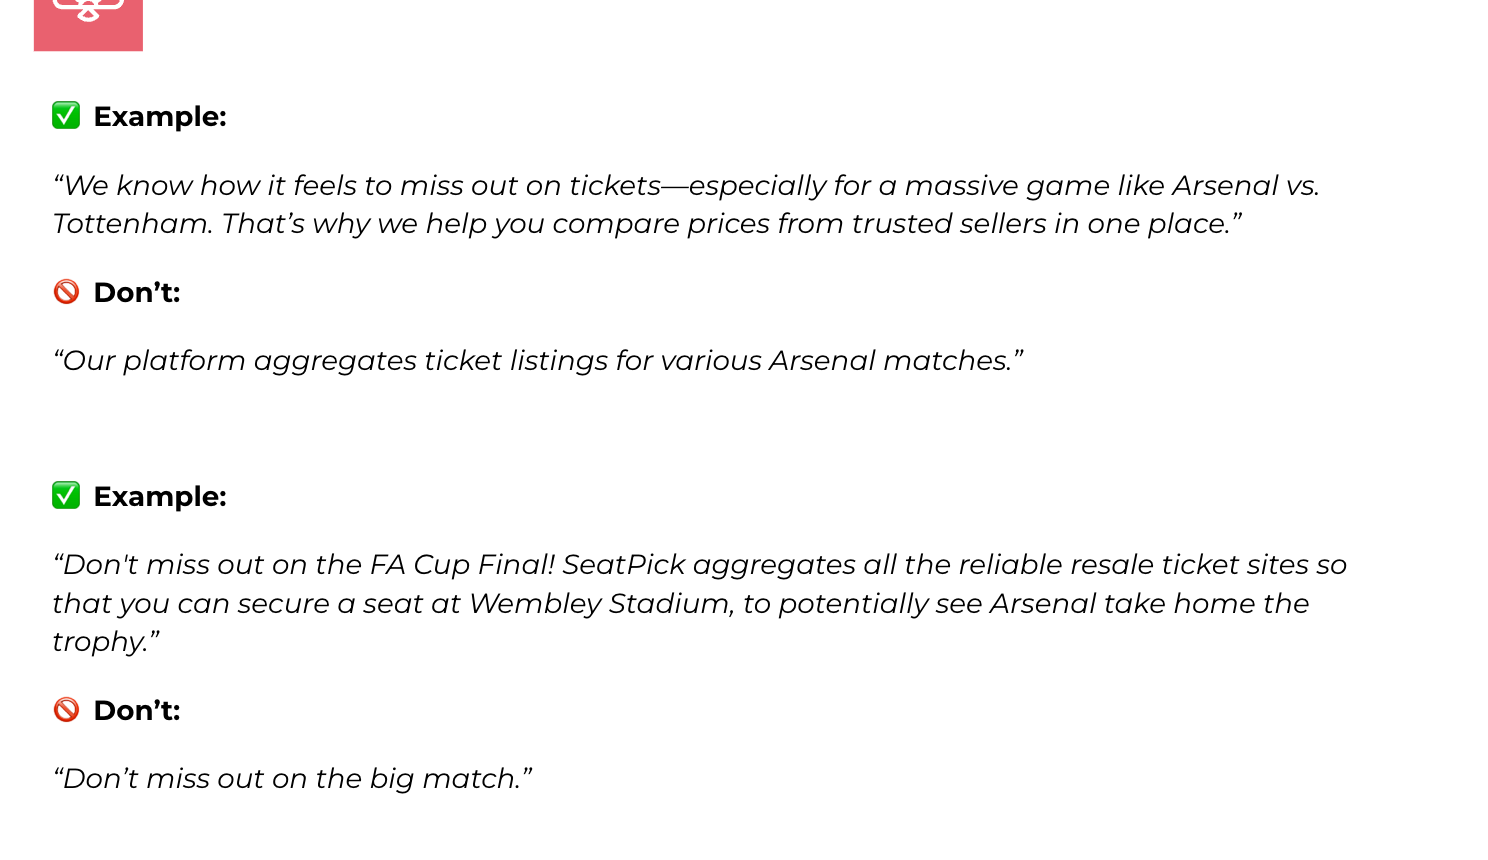 ✅ Example:
“We know how it feels to miss out on tickets—especially for a massive game like Arsenal vs.
Tottenham. That’s why we help you compare prices from trusted sellers in one place.”
🚫 Don’t:
“Our platform aggregates ticket listings for various Arsenal matches.”
✅ Example:
“Don't miss out on the FA Cup Final! SeatPick aggregates all the reliable resale ticket sites so
that you can secure a seat at Wembley Stadium, to potentially see Arsenal take home the
trophy.”
🚫 Don’t:
“Don’t miss out on the big match.”